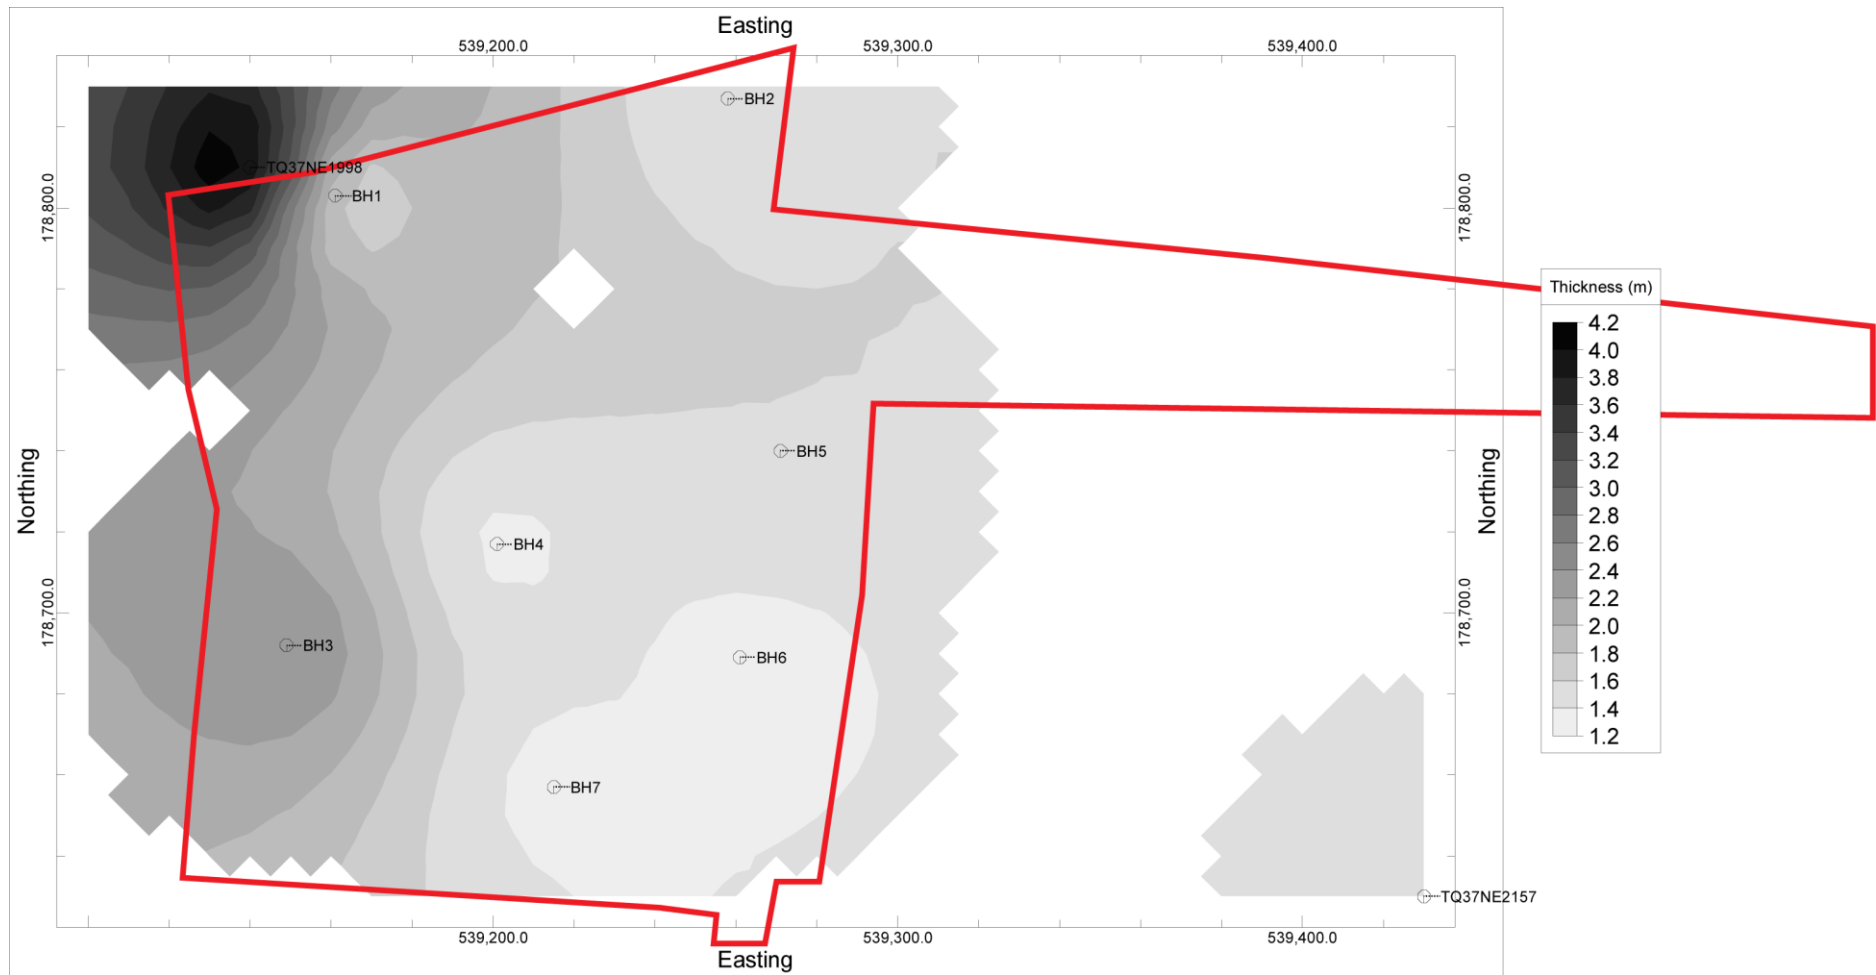 Easting
539,200.0
539,300.0
539,400.0
BH2
TQ37NE1998
BH1
178,800.0
178,800.0
Thickness (m)
4.2
4.0
3.8
3.6
3.4
3.2
3.0
2.8
2.6
2.4
2.2
2.0
1.8
1.6
1.4
1.2
BH5
Northing
Northing
BH4
178,700.0
178,700.0
BH3
BH6
BH7
TQ37NE2157
539,200.0
539,300.0
539,400.0
Easting